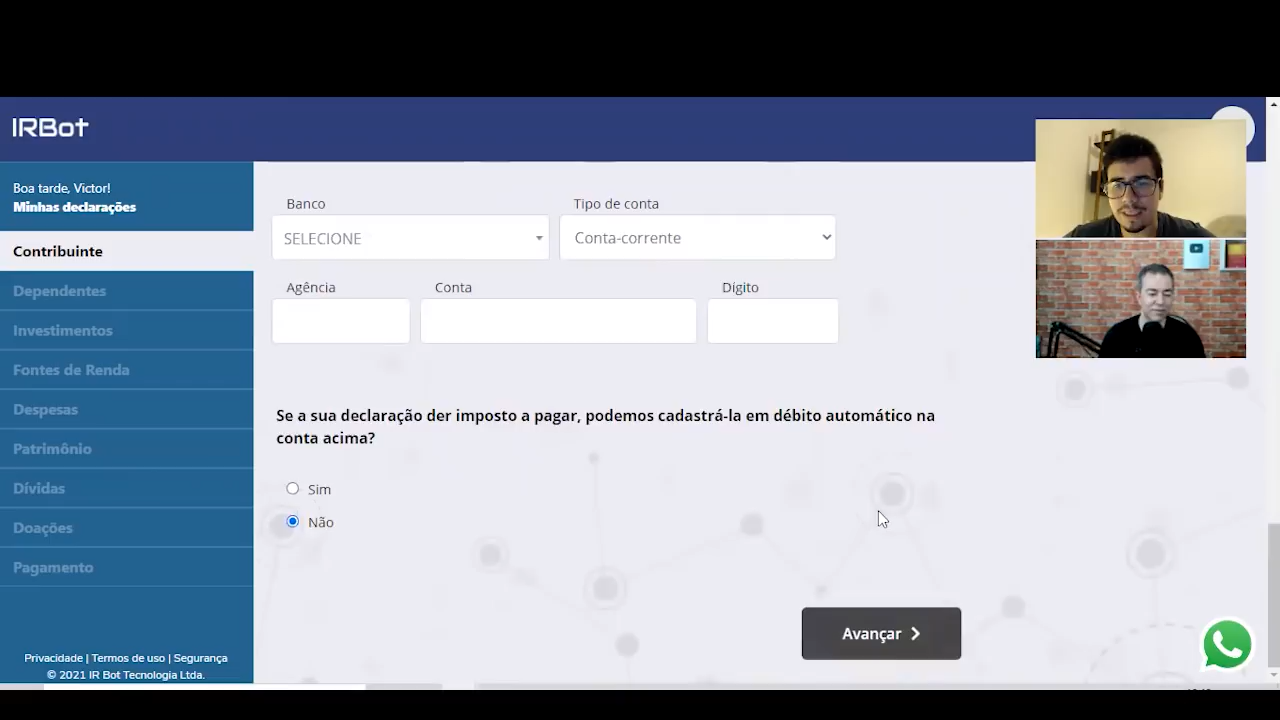 IRBot
Boa tarde, Victor!
Minhas declarações
Contribuinte
Dependentes
Investimentos
Fontes de Renda
Despesas
Patrimônio
Dívidas
Doações
Pagamento
Privacidade | Termos de uso | Segurança
© 2021 IR Bot Tecnologia Ltda.
Banco
Tipo de conta
SELECIONE
Conta-corrente
Agência
Conta
Dígito
Se a sua declaração der imposto a pagar, podemos cadastrá-la em débito automático na
conta acima?
Sim
Não
Avançar